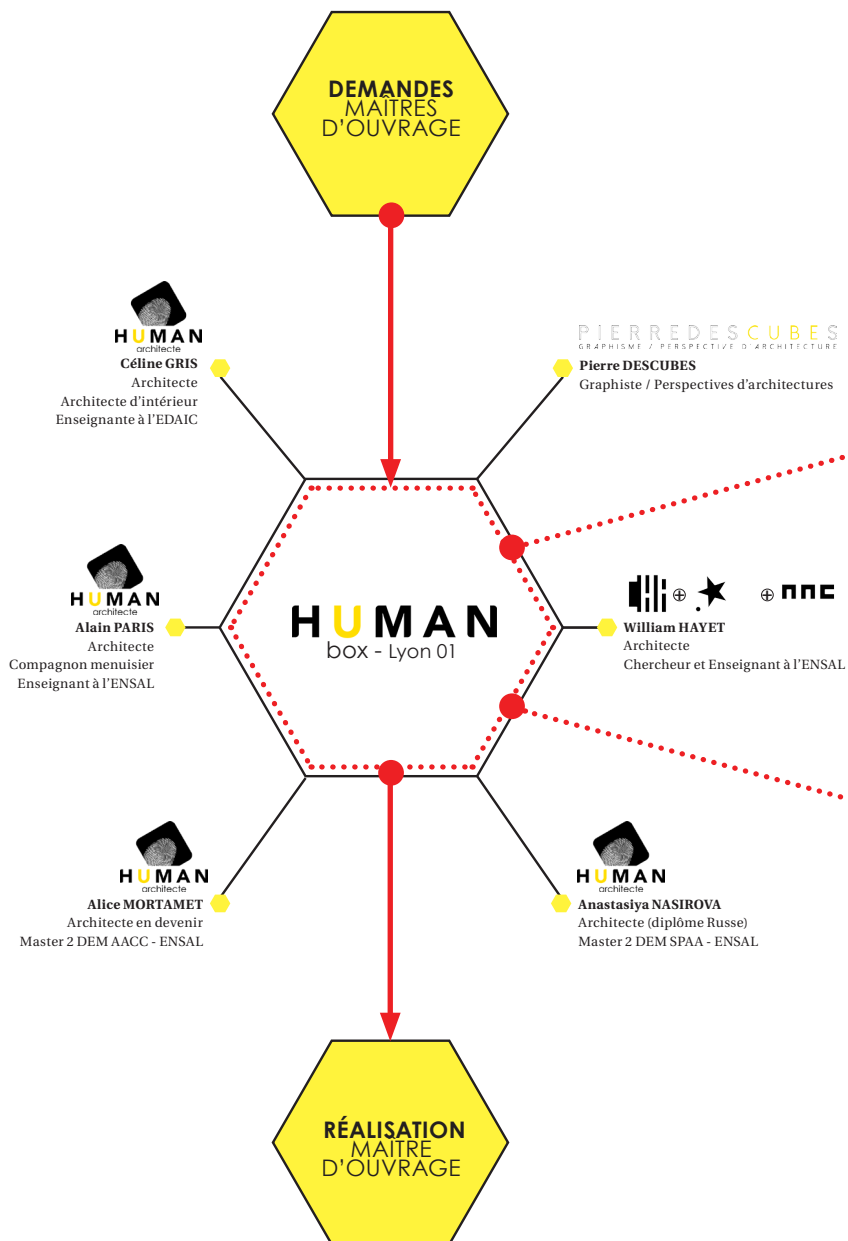 DEMANDES
MAÎTRES
D'OUVRAGE
HUMAN
architecte
Céline GRIS
Architecte
Architecte d'intérieur
Enseignante à l'EDAIC
PIERREDESCUBES
GRAPHISME / PERSPECTIVE D'ARCHITECTURE
Pierre DESCUBES
Graphiste / Perspectives d'architectures
HUMAN
architecte
Alain PARIS
Architecte
Compagnon menuisier
Enseignant à l'ENSAL
HUMAN
box - Lyon 01
William HAYET
Architecte
Chercheur et Enseignant à l'ENSAL
HUMAN
architecte
Alice MORTAMET
Architecte en devenir
Master 2 DEM AACC - ENSAL
HUMAN
architecte
Anastasiya NASIROVA
Architecte (diplôme Russe)
Master 2 DEM SPAA - ENSAL
RÉALISATION
MAÎTRE
D'OUVRAGE